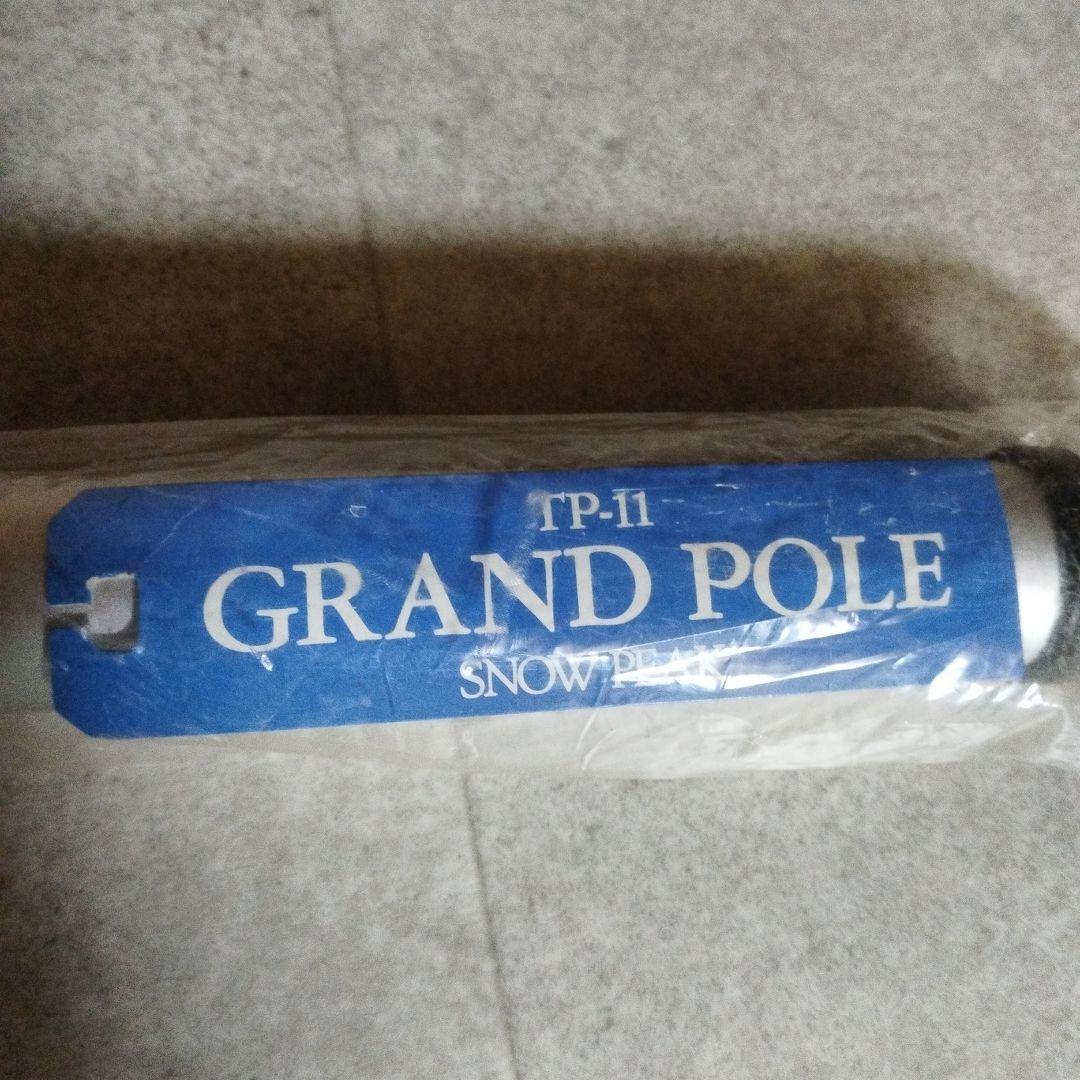 TP-11
GRAND POLE
SNOW PEAK